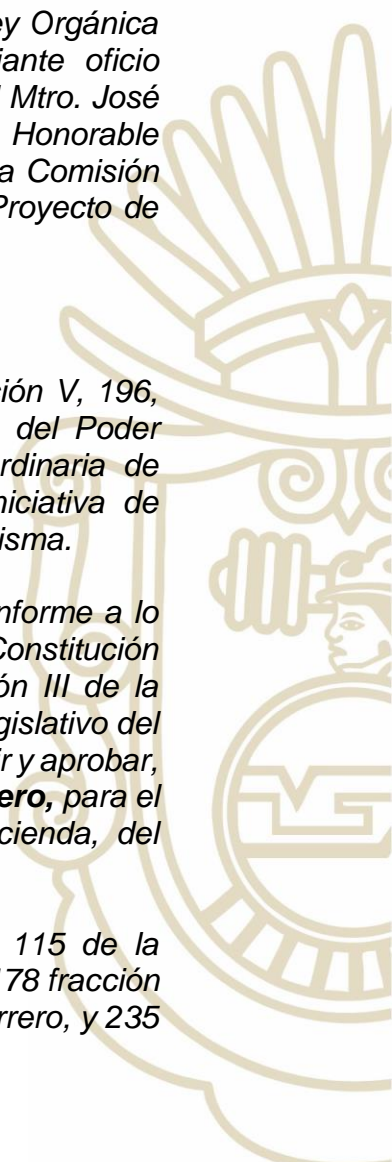 ey Orgánica
iante oficio
l Mtro. José
Honorable
a Comisión
Proyecto de
ción V, 196,
del Poder
rdinaria de
niciativa de
isma.
nforme a lo
Constitución
ón III de la
gislativo del
ir y aprobar,
ero, para el
cienda, del
115 de la
178 fracción
rrero, y 235